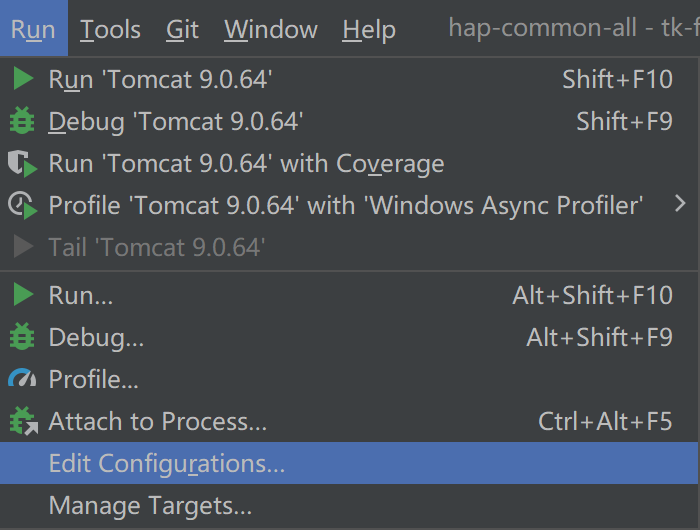 Run Tools Git Window Help hap-common-all - tk-f
Run 'Tomcat 9.0.64' Shift+F10
Debug 'Tomcat 9.0.64' Shift+F9
Run 'Tomcat 9.0.64' with Coverage
Profile 'Tomcat 9.0.64' with 'Windows Async Profiler'
Tail 'Tomcat 9.0.64'
Run... Alt+Shift+F10
Debug... Alt+Shift+F9
Profile...
Attach to Process... Ctrl+Alt+F5
Edit Configurations...
Manage Targets...